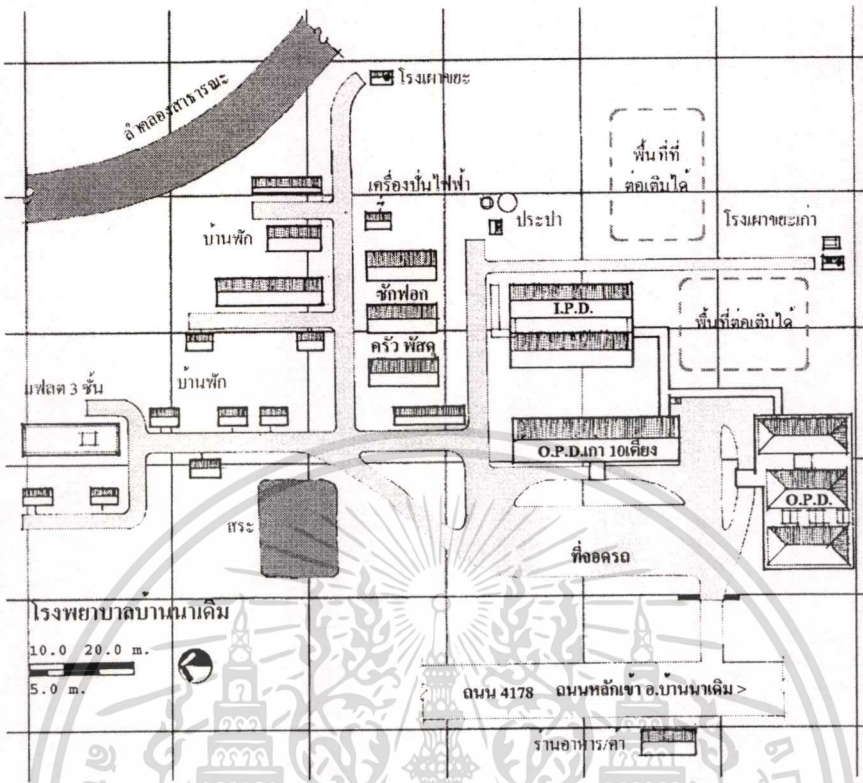 ลำคลองสาธารณะ
โรงเผาขยะ
เครื่องปั่นไฟฟ้า
พื้นที่ที่
ต่อเติมได้
ประปา
โรงเผาขยะเก่า
บ้านพัก
ซักฟอก
I.P.D.
พื้นที่ต่อเติมได้
ครัว พัสดุ
แฟลต 3 ชั้น
บ้านพัก
O.P.D.เก่า 10เตียง
O.P.D.
สระ
ที่จอดรถ
โรงพยาบาลบ้านนาเดิม
10.0 20.0 m.
5.0 m.
ถนน 4178 ถนนหลักเข้า อ.บ้านนาเดิม >
ร้านอาหาร/ค้า